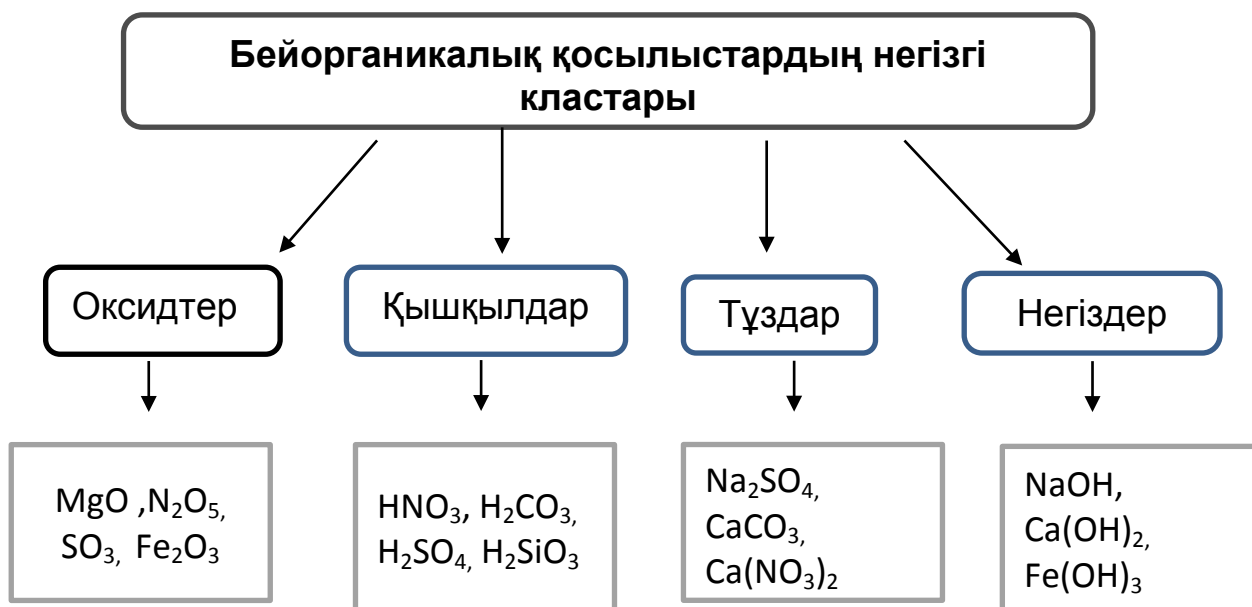 Бейорганикалық қосылыстардың негізгі
кластары
Оксидтер
Қышқылдар
Тұздар
Негіздер
MgO ,N₂O₅,
SO₃, Fe₂O₃
HNO₃, H₂CO₃,
H₂SO₄, H₂SiO₃
Na₂SO₄,
CaCO₃,
Ca(NO₃)₂
NaOH,
Ca(OH)₂,
Fe(OH)₃